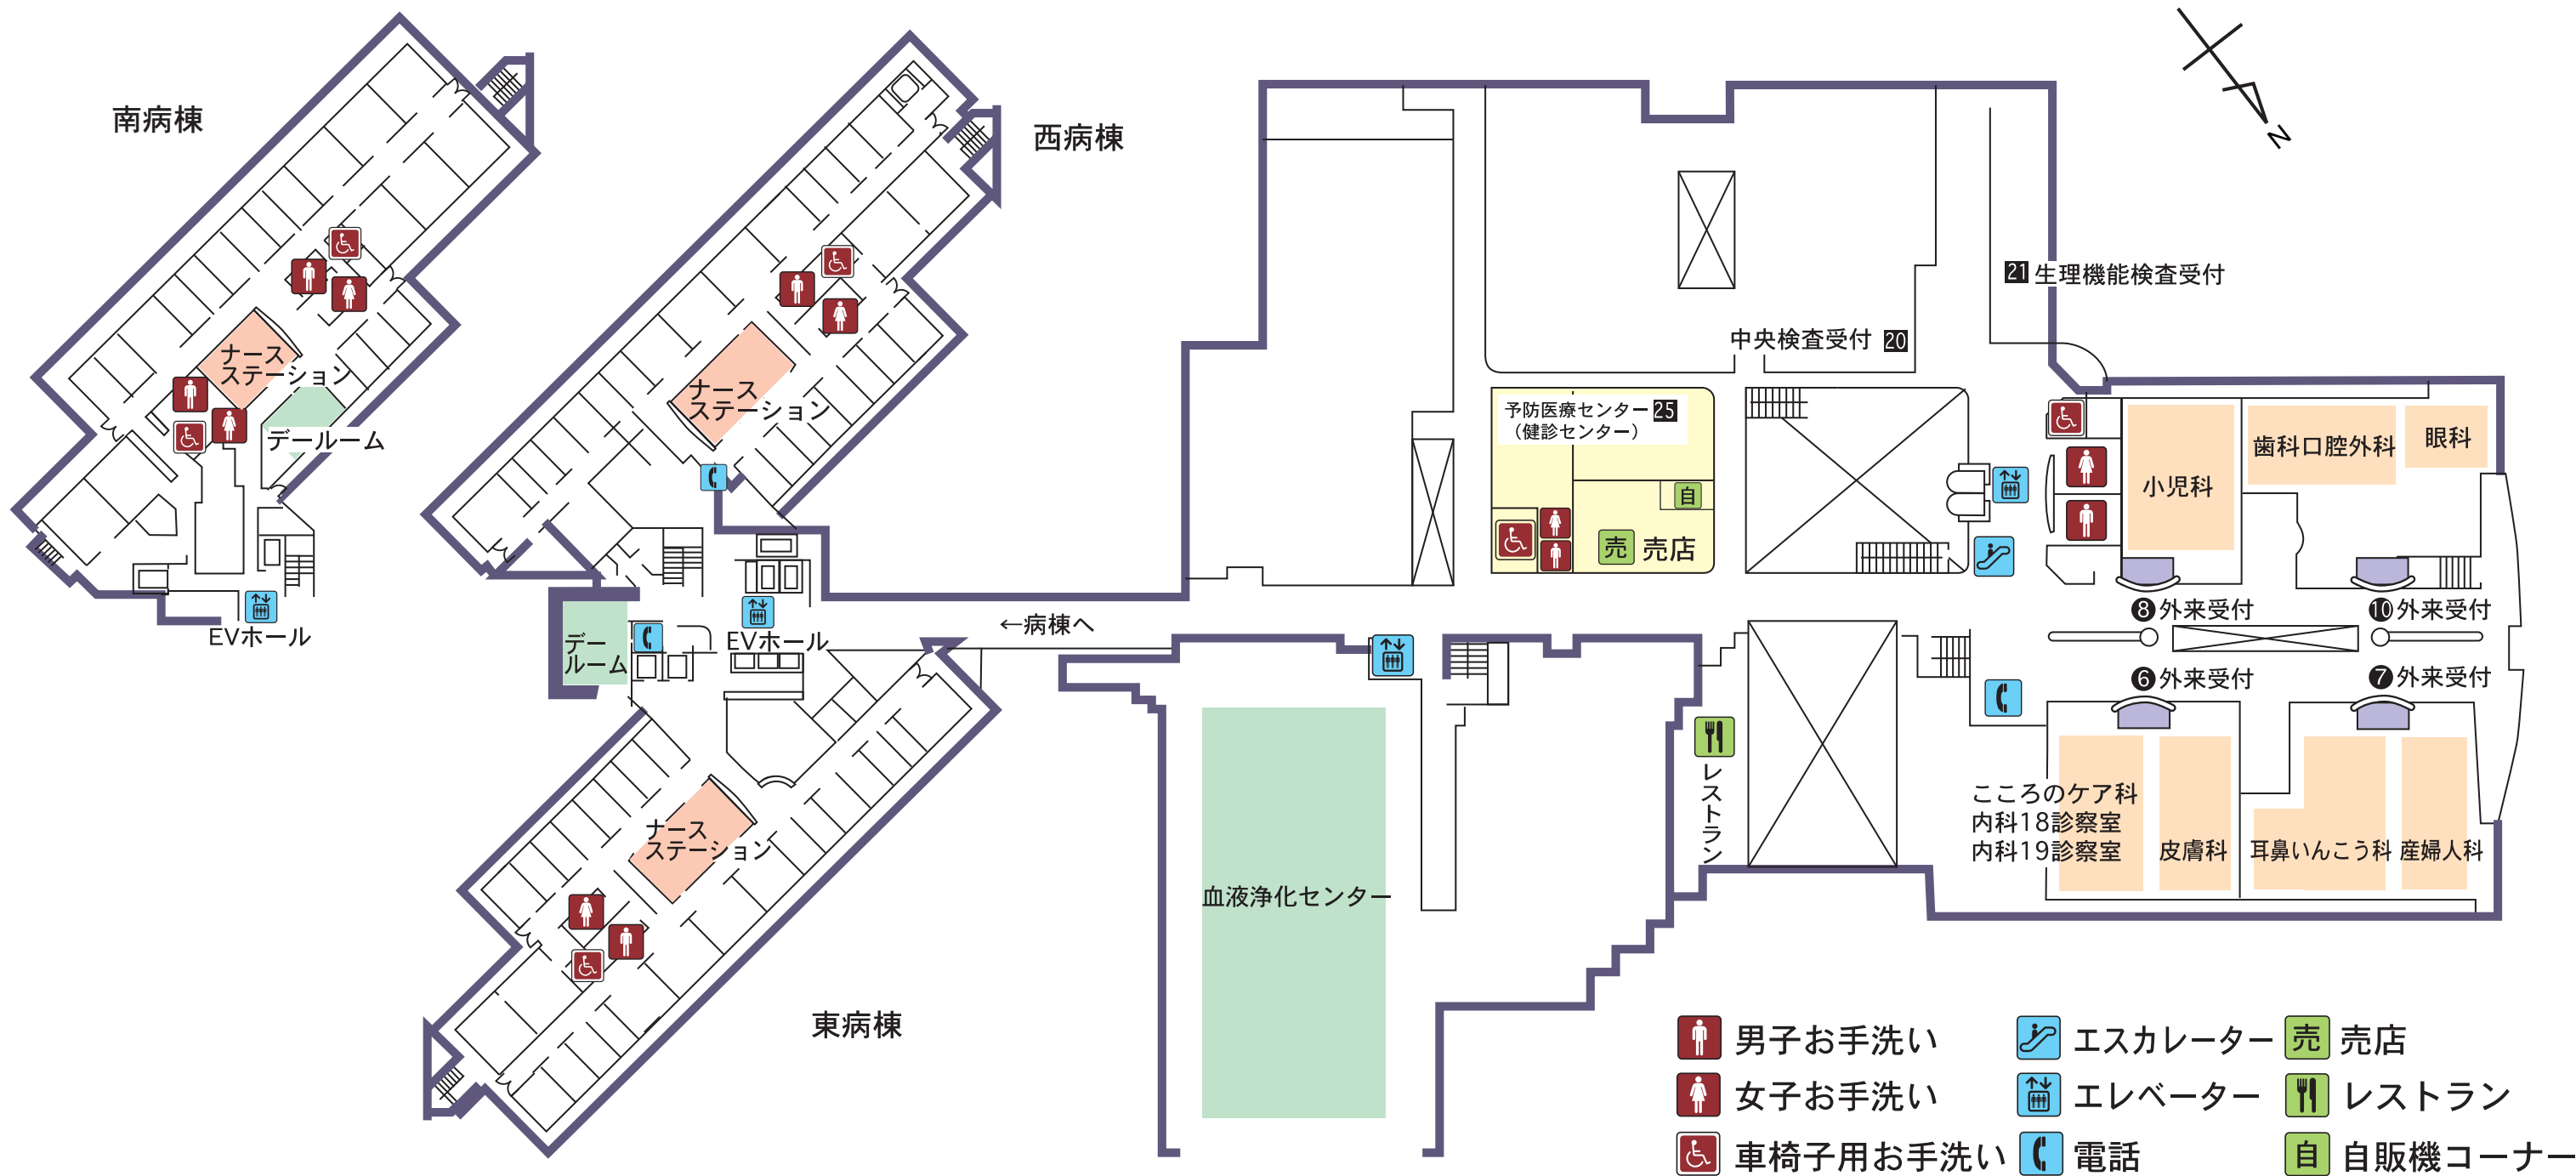 南病棟
西病棟
N
21 生理機能検査受付
中央検査受付 20
ナース
ステーション
ナース
ステーション
デールーム
予防医療センター 25
（健診センター）
自
売 売店
小児科
歯科口腔外科
眼科
EVホール
EVホール
デー
ルーム
←病棟へ
8 外来受付
10 外来受付
6 外来受付
7 外来受付
レストラン
こころのケア科
内科18診察室
内科19診察室
皮膚科
耳鼻いんこう科
産婦人科
ナース
ステーション
血液浄化センター
東病棟
男子お手洗い
エスカレーター
売 売店
女子お手洗い
エレベーター
レストラン
車椅子用お手洗い
電話
自 自販機コーナー